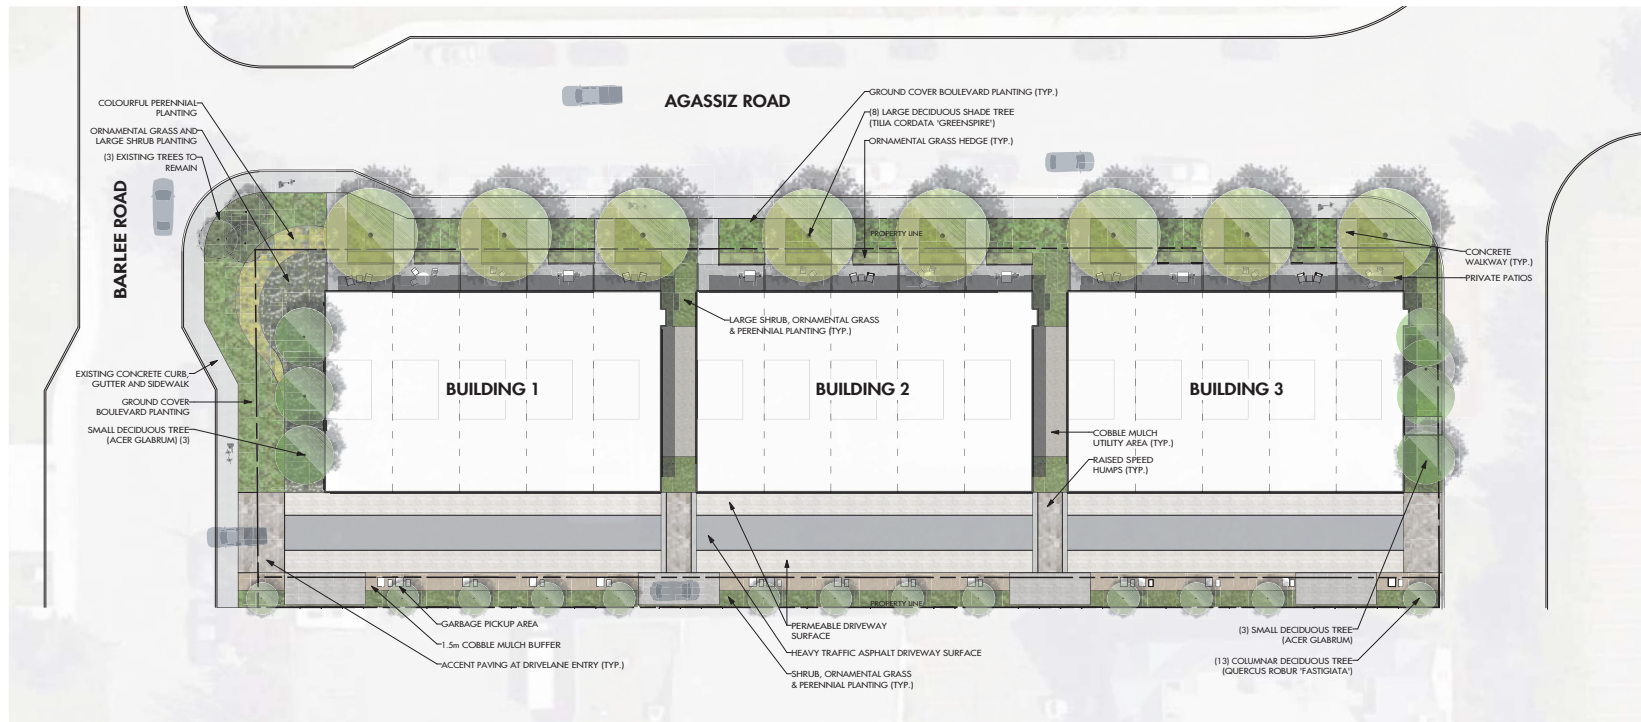 AGASSIZ ROAD
BARLEE ROAD
COLOURFUL PERENNIAL
PLANTING
ORNAMENTAL GRASS AND
LARGE SHRUB PLANTING
(3) EXISTING TREES TO
REMAIN
GROUND COVER BOULEVARD PLANTING (TYP.)
(8) LARGE DECIDUOUS SHADE TREE
(TILIA CORDATA 'GREENSPIRE')
ORNAMENTAL GRASS HEDGE (TYP.)
PROPERTY LINE
CONCRETE
WALKWAY (TYP.)
PRIVATE PATIOS
LARGE SHRUB, ORNAMENTAL GRASS
& PERENNIAL PLANTING (TYP.)
EXISTING CONCRETE CURB,
GUTTER AND SIDEWALK
GROUND COVER
BOULEVARD PLANTING
SMALL DECIDUOUS TREE
(ACER GLABRUM) (3)
BUILDING 1
BUILDING 2
BUILDING 3
COBBLE MULCH
UTILITY AREA (TYP.)
RAISED SPEED
HUMPS (TYP.)
PROPERTY LINE
GARBAGE PICKUP AREA
1.5m COBBLE MULCH BUFFER
ACCENT PAVING AT DRIVELANE ENTRY (TYP.)
PERMEABLE DRIVEWAY
SURFACE
HEAVY TRAFFIC ASPHALT DRIVEWAY SURFACE
SHRUB, ORNAMENTAL GRASS
& PERENNIAL PLANTING (TYP.)
(3) SMALL DECIDUOUS TREE
(ACER GLABRUM)
(13) COLUMNAR DECIDUOUS TREE
(QUERCUS ROBUR 'FASTIGIATA')